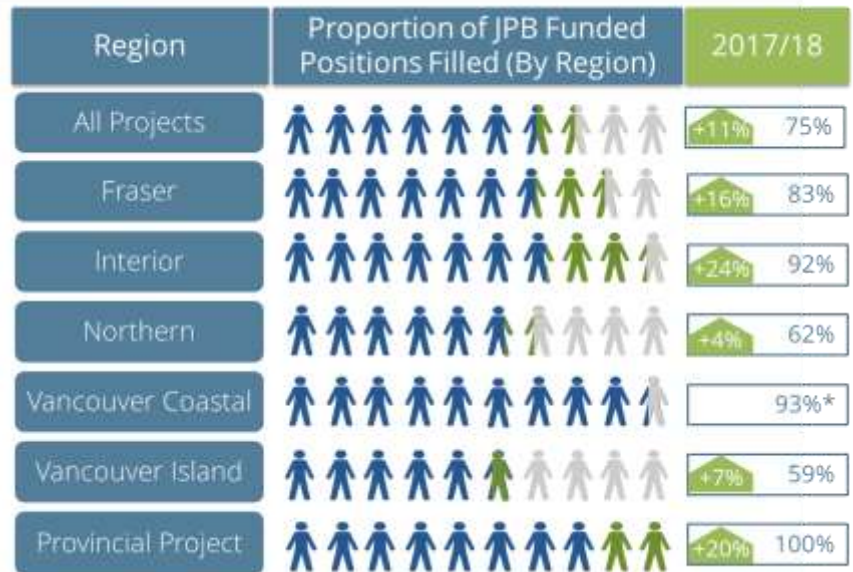 Region
Proportion of JPB Funded
Positions Filled (By Region)
2017/18
All Projects
+11% 75%
Fraser
+16% 83%
Interior
+24% 92%
Northern
+4% 62%
Vancouver Coastal
93%*
Vancouver Island
+7% 59%
Provincial Project
+20% 100%